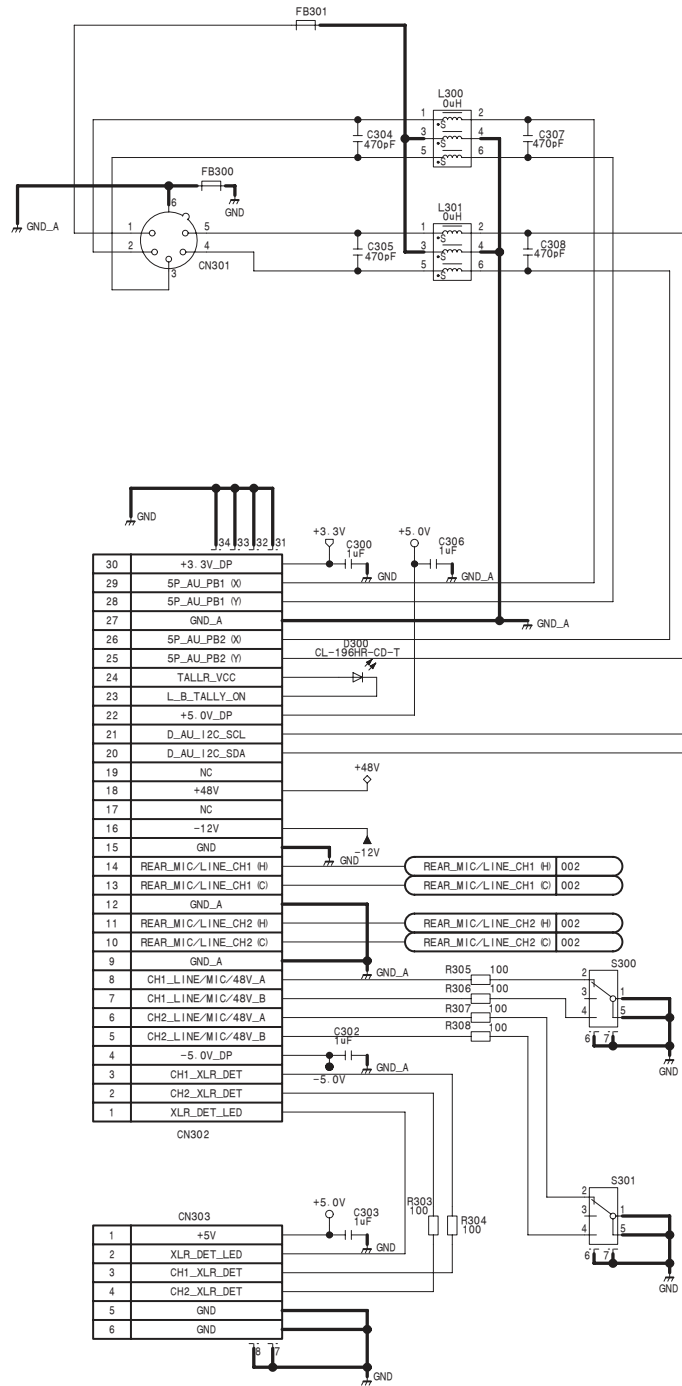 FB301
L300
0uH
1 2
C304
470pF
3 4
C307
470pF
5 6
•S
•S
FB300
GND
GND_A
6
1 5
2 4
3
CN301
L301
0uH
1 2
C305
470pF
3 4
C308
470pF
5 6
•S
•S
GND
34 33 32 31
+3.3V
C300
1uF
GND
+5.0V
C306
1uF
GND_A
30 +3.3V_DP
29 5P_AU_PB1 (X)
28 5P_AU_PB1 (Y)
27 GND_A
GND_A
26 5P_AU_PB2 (X)
25 5P_AU_PB2 (Y)
D300
CL-196HR-CD-T
24 TALLR_VCC
23 L_B_TALLY_ON
22 +5.0V_DP
21 D_AU_I2C_SCL
20 D_AU_I2C_SDA
19 NC
+48V
18 +48V
17 NC
16 -12V
-12V
15 GND
GND
14 REAR_MIC/LINE_CH1 (H) REAR_MIC/LINE_CH1 (H) 002
13 REAR_MIC/LINE_CH1 (C) REAR_MIC/LINE_CH1 (C) 002
12 GND_A
11 REAR_MIC/LINE_CH2 (H) REAR_MIC/LINE_CH2 (H) 002
10 REAR_MIC/LINE_CH2 (C) REAR_MIC/LINE_CH2 (C) 002
9 GND_A
GND_A
8 CH1_LINE/MIC/48V_A R305 100
7 CH1_LINE/MIC/48V_B R306 100
6 CH2_LINE/MIC/48V_A R307 100
5 CH2_LINE/MIC/48V_B R308 100
S300
2
3 1
4 5
6 7
GND
C302
1uF
GND_A
-5.0V
4 -5.0V_DP
3 CH1_XLR_DET
2 CH2_XLR_DET
1 XLR_DET_LED
CN302
S301
2
3 1
4 5
6 7
GND
R303
100
R304
100
CN303
+5.0V
C303
1uF
GND
1 +5V
2 XLR_DET_LED
3 CH1_XLR_DET
4 CH2_XLR_DET
5 GND
6 GND
8 7
GND